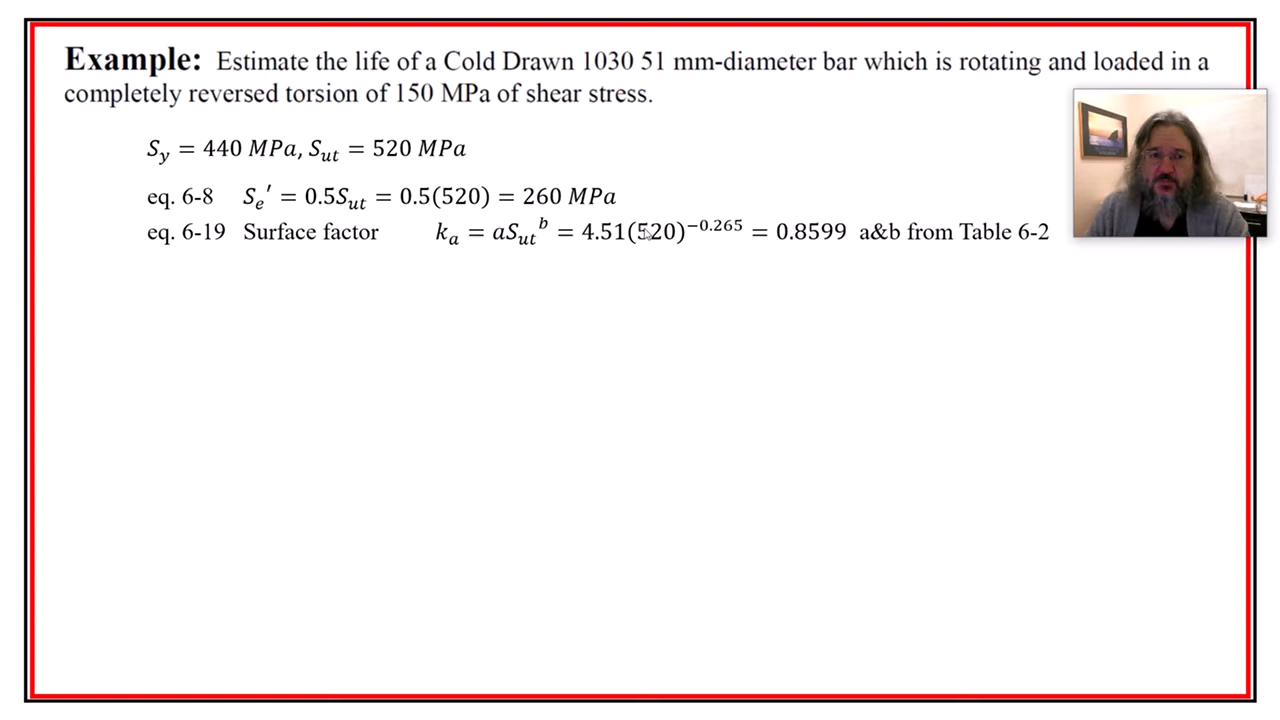 Example: Estimate the life of a Cold Drawn 1030 51 mm-diameter bar which is rotating and loaded in a
completely reversed torsion of 150 MPa of shear stress.
S_y = 440 MPa, S_ut = 520 MPa
eq. 6-8 S_e′ = 0.5S_ut = 0.5(520) = 260 MPa
eq. 6-19 Surface factor k_a = aS_ut^b = 4.51(520)^−0.265 = 0.8599 a&b from Table 6-2